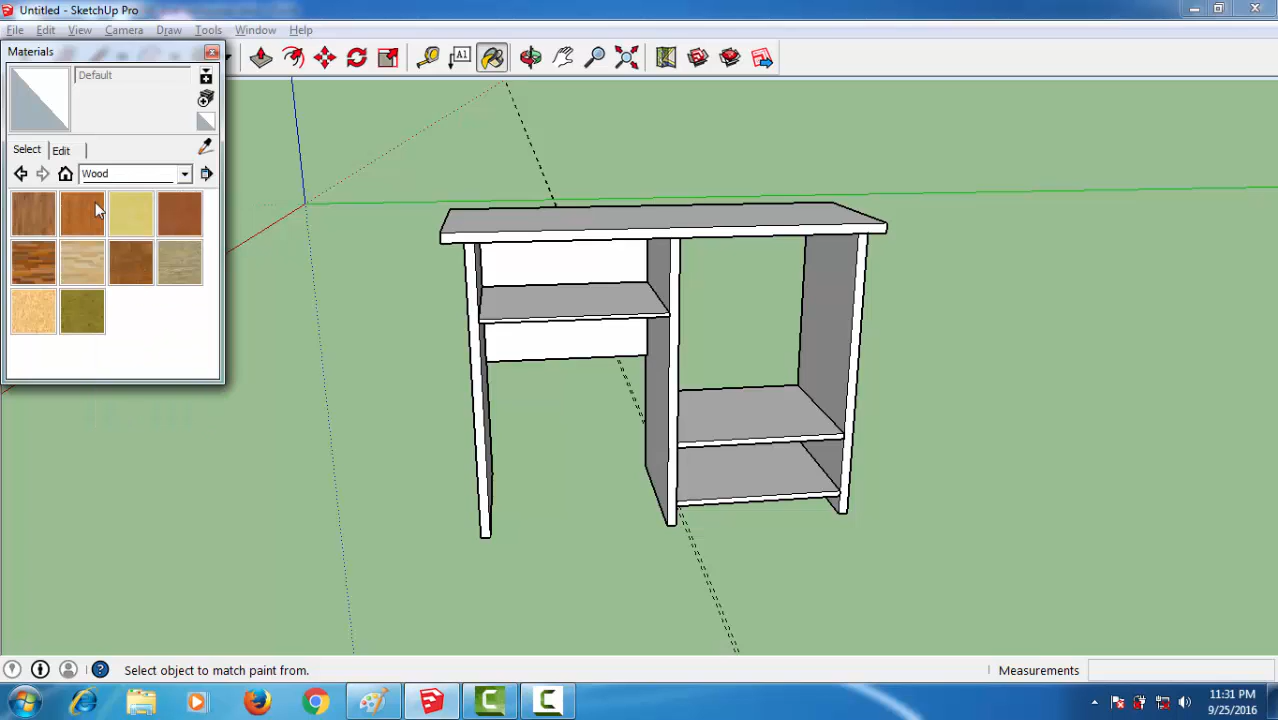 Untitled - SketchUp Pro
File Edit View Camera Draw Tools Window Help
Materials
Default
A1
Select Edit
Wood
Select object to match paint from.
Measurements
11:31 PM
9/25/2016